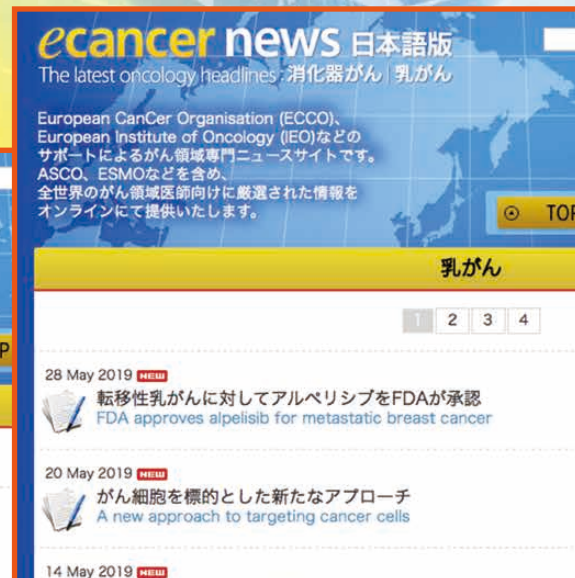 ecancer news 日本語版
The latest oncology headlines : 消化器がん | 乳がん
European CanCer Organisation (ECCO)、
European Institute of Oncology (IEO)などの
サポートによるがん領域専門ニュースサイトです。
ASCO、ESMOなどを含め、
全世界のがん領域医師向けに厳選された情報を
オンラインにて提供いたします。
TOP
乳がん
1 2 3 4
P
28 May 2019 NEW
転移性乳がんに対してアルペリシブをFDAが承認
FDA approves alpelisib for metastatic breast cancer
20 May 2019 NEW
がん細胞を標的とした新たなアプローチ
A new approach to targeting cancer cells
14 May 2019 NEW